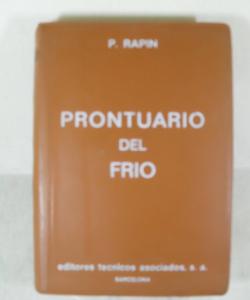 P. RAPIN
PRONTUARIO
DEL
FRIO
editores tecnicos asociados, s. a.
BARCELONA